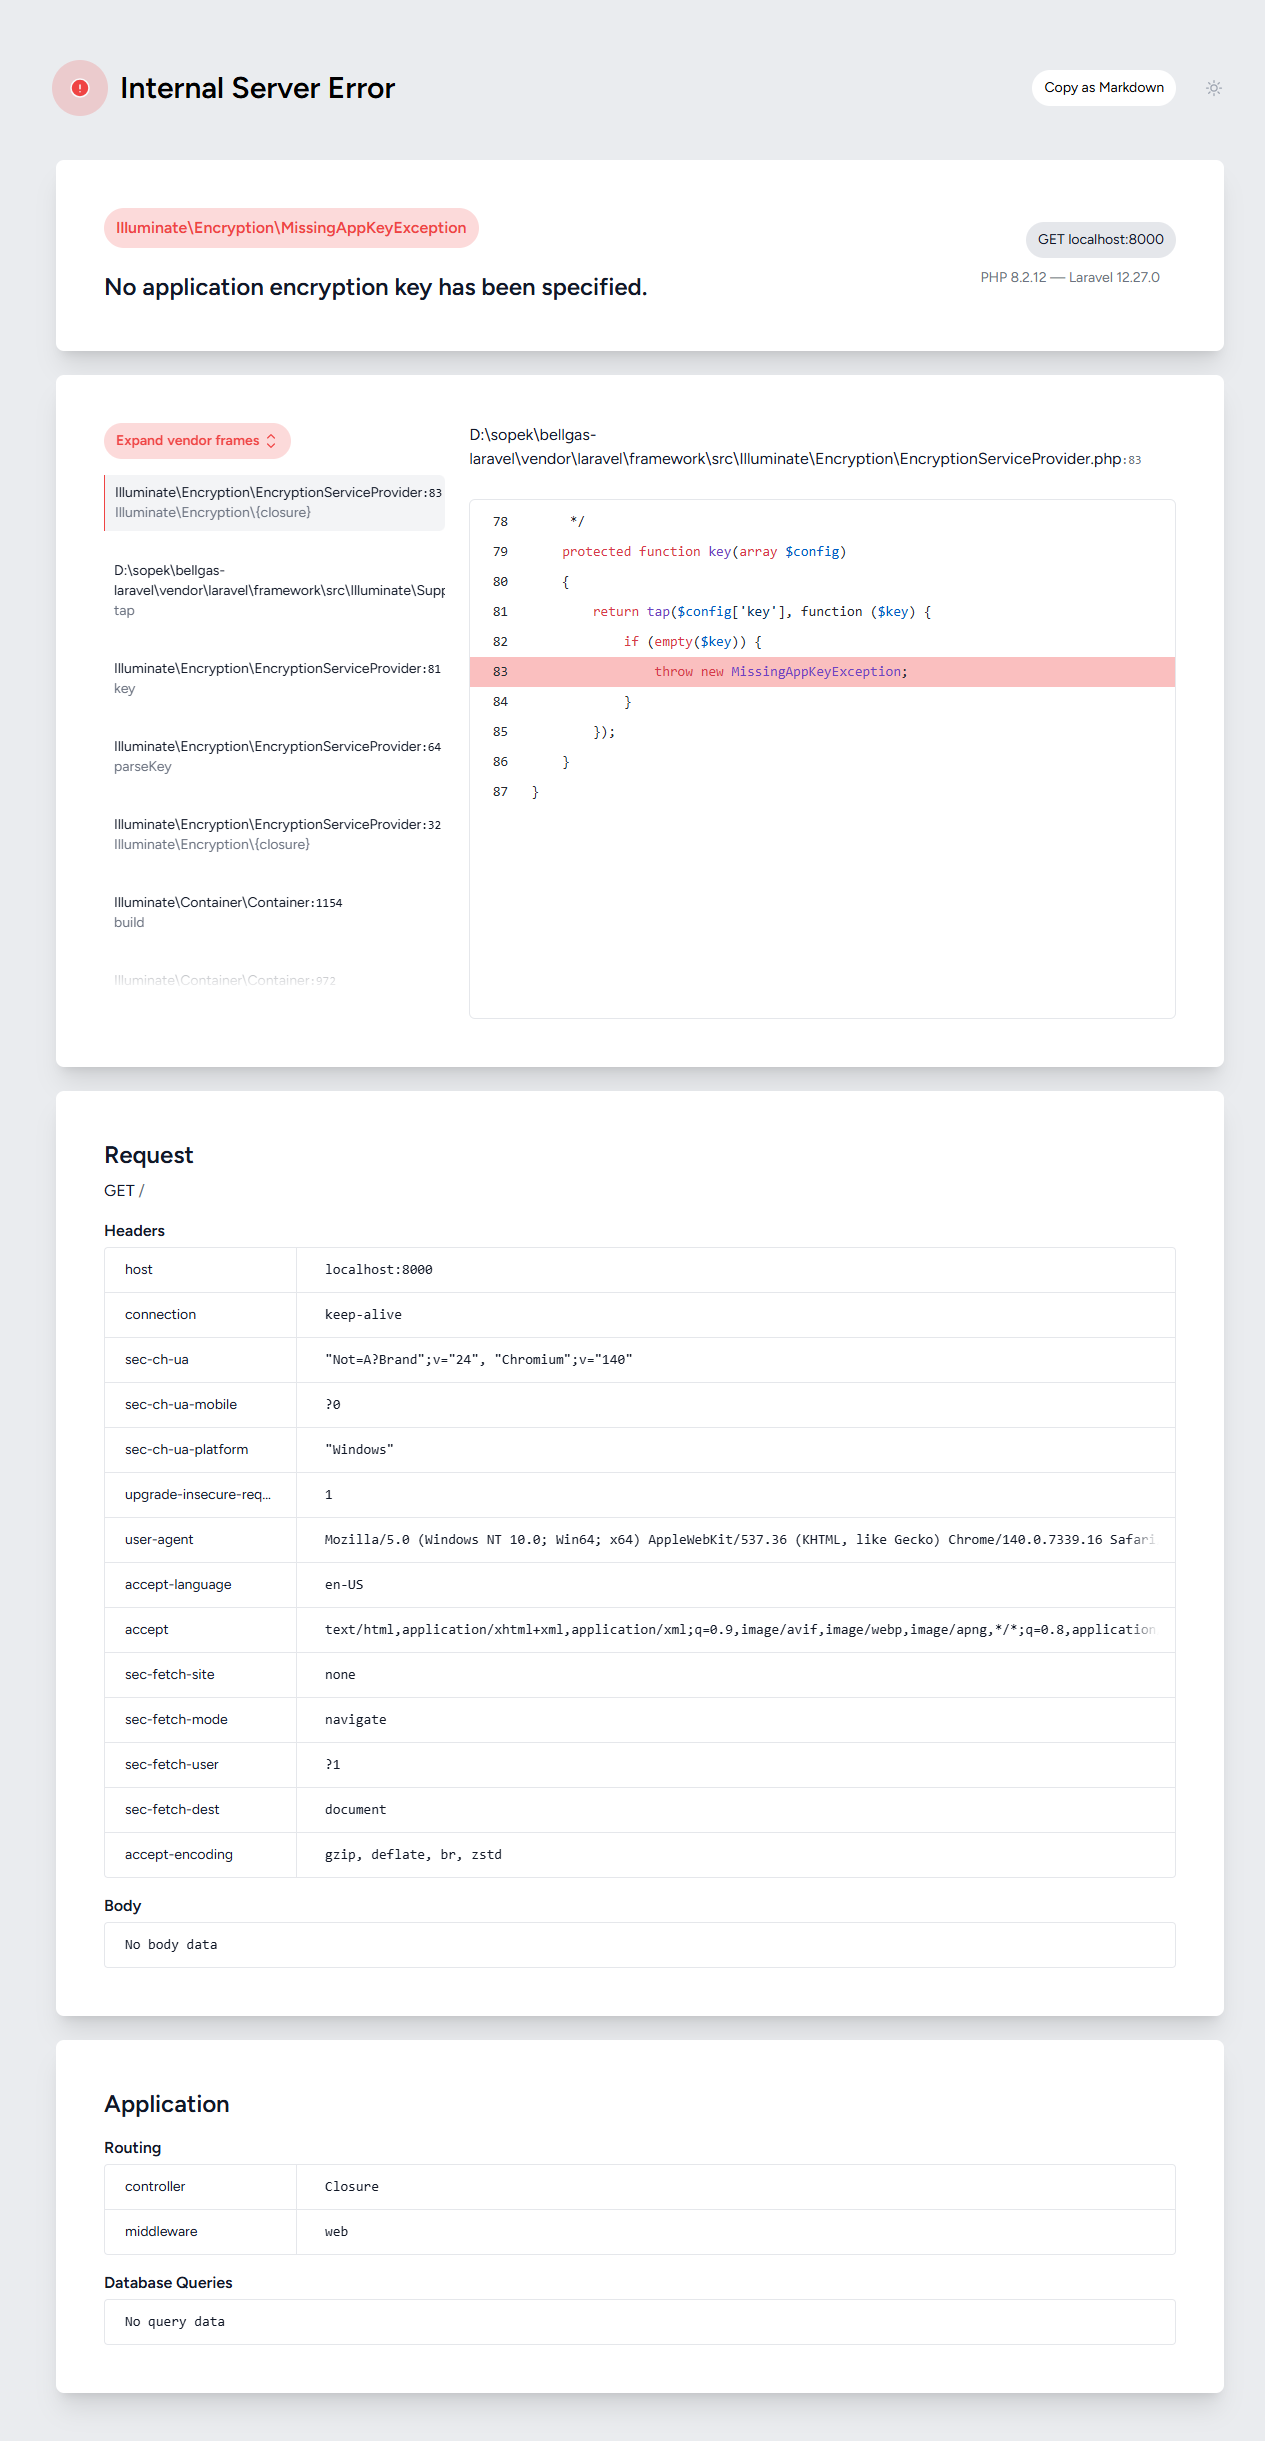 Internal Server Error
Copy as Markdown
Illuminate\Encryption\MissingAppKeyException
GET localhost:8000
No application encryption key has been specified.
PHP 8.2.12 — Laravel 12.27.0
Expand vendor frames
Illuminate\Encryption\EncryptionServiceProvider:83
Illuminate\Encryption\{closure}
D:\sopek\bellgas-
laravel\vendor\laravel\framework\src\Illuminate\Supp
tap
Illuminate\Encryption\EncryptionServiceProvider:81
key
Illuminate\Encryption\EncryptionServiceProvider:64
parseKey
Illuminate\Encryption\EncryptionServiceProvider:32
Illuminate\Encryption\{closure}
Illuminate\Container\Container:1154
build
Illuminate\Container\Container:972
D:\sopek\bellgas-
laravel\vendor\laravel\framework\src\Illuminate\Encryption\EncryptionServiceProvider.php:83
78 */
79 protected function key(array $config)
80 {
81 return tap($config['key'], function ($key) {
82 if (empty($key)) {
83 throw new MissingAppKeyException;
84 }
85 });
86 }
87 }
Request
GET /
Headers
host localhost:8000
connection keep-alive
sec-ch-ua "Not=A?Brand";v="24", "Chromium";v="140"
sec-ch-ua-mobile ?0
sec-ch-ua-platform "Windows"
upgrade-insecure-req... 1
user-agent Mozilla/5.0 (Windows NT 10.0; Win64; x64) AppleWebKit/537.36 (KHTML, like Gecko) Chrome/140.0.7339.16 Safari
accept-language en-US
accept text/html,application/xhtml+xml,application/xml;q=0.9,image/avif,image/webp,image/apng,*/*;q=0.8,application
sec-fetch-site none
sec-fetch-mode navigate
sec-fetch-user ?1
sec-fetch-dest document
accept-encoding gzip, deflate, br, zstd
Body
No body data
Application
Routing
controller Closure
middleware web
Database Queries
No query data